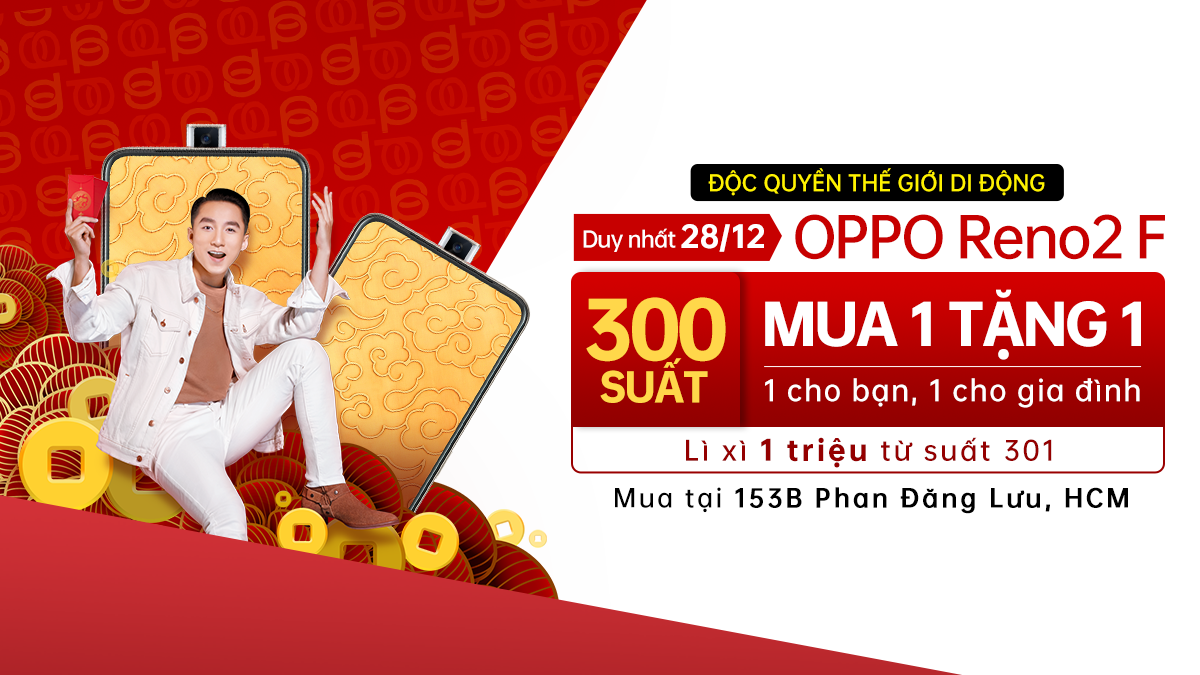 ĐỘC QUYỀN THẾ GIỚI DI ĐỘNG
Duy nhất 28/12 OPPO Reno2 F
300 SUẤT
MUA 1 TẶNG 1
1 cho bạn, 1 cho gia đình
Lì xì 1 triệu từ suất 301
Mua tại 153B Phan Đăng Lưu, HCM